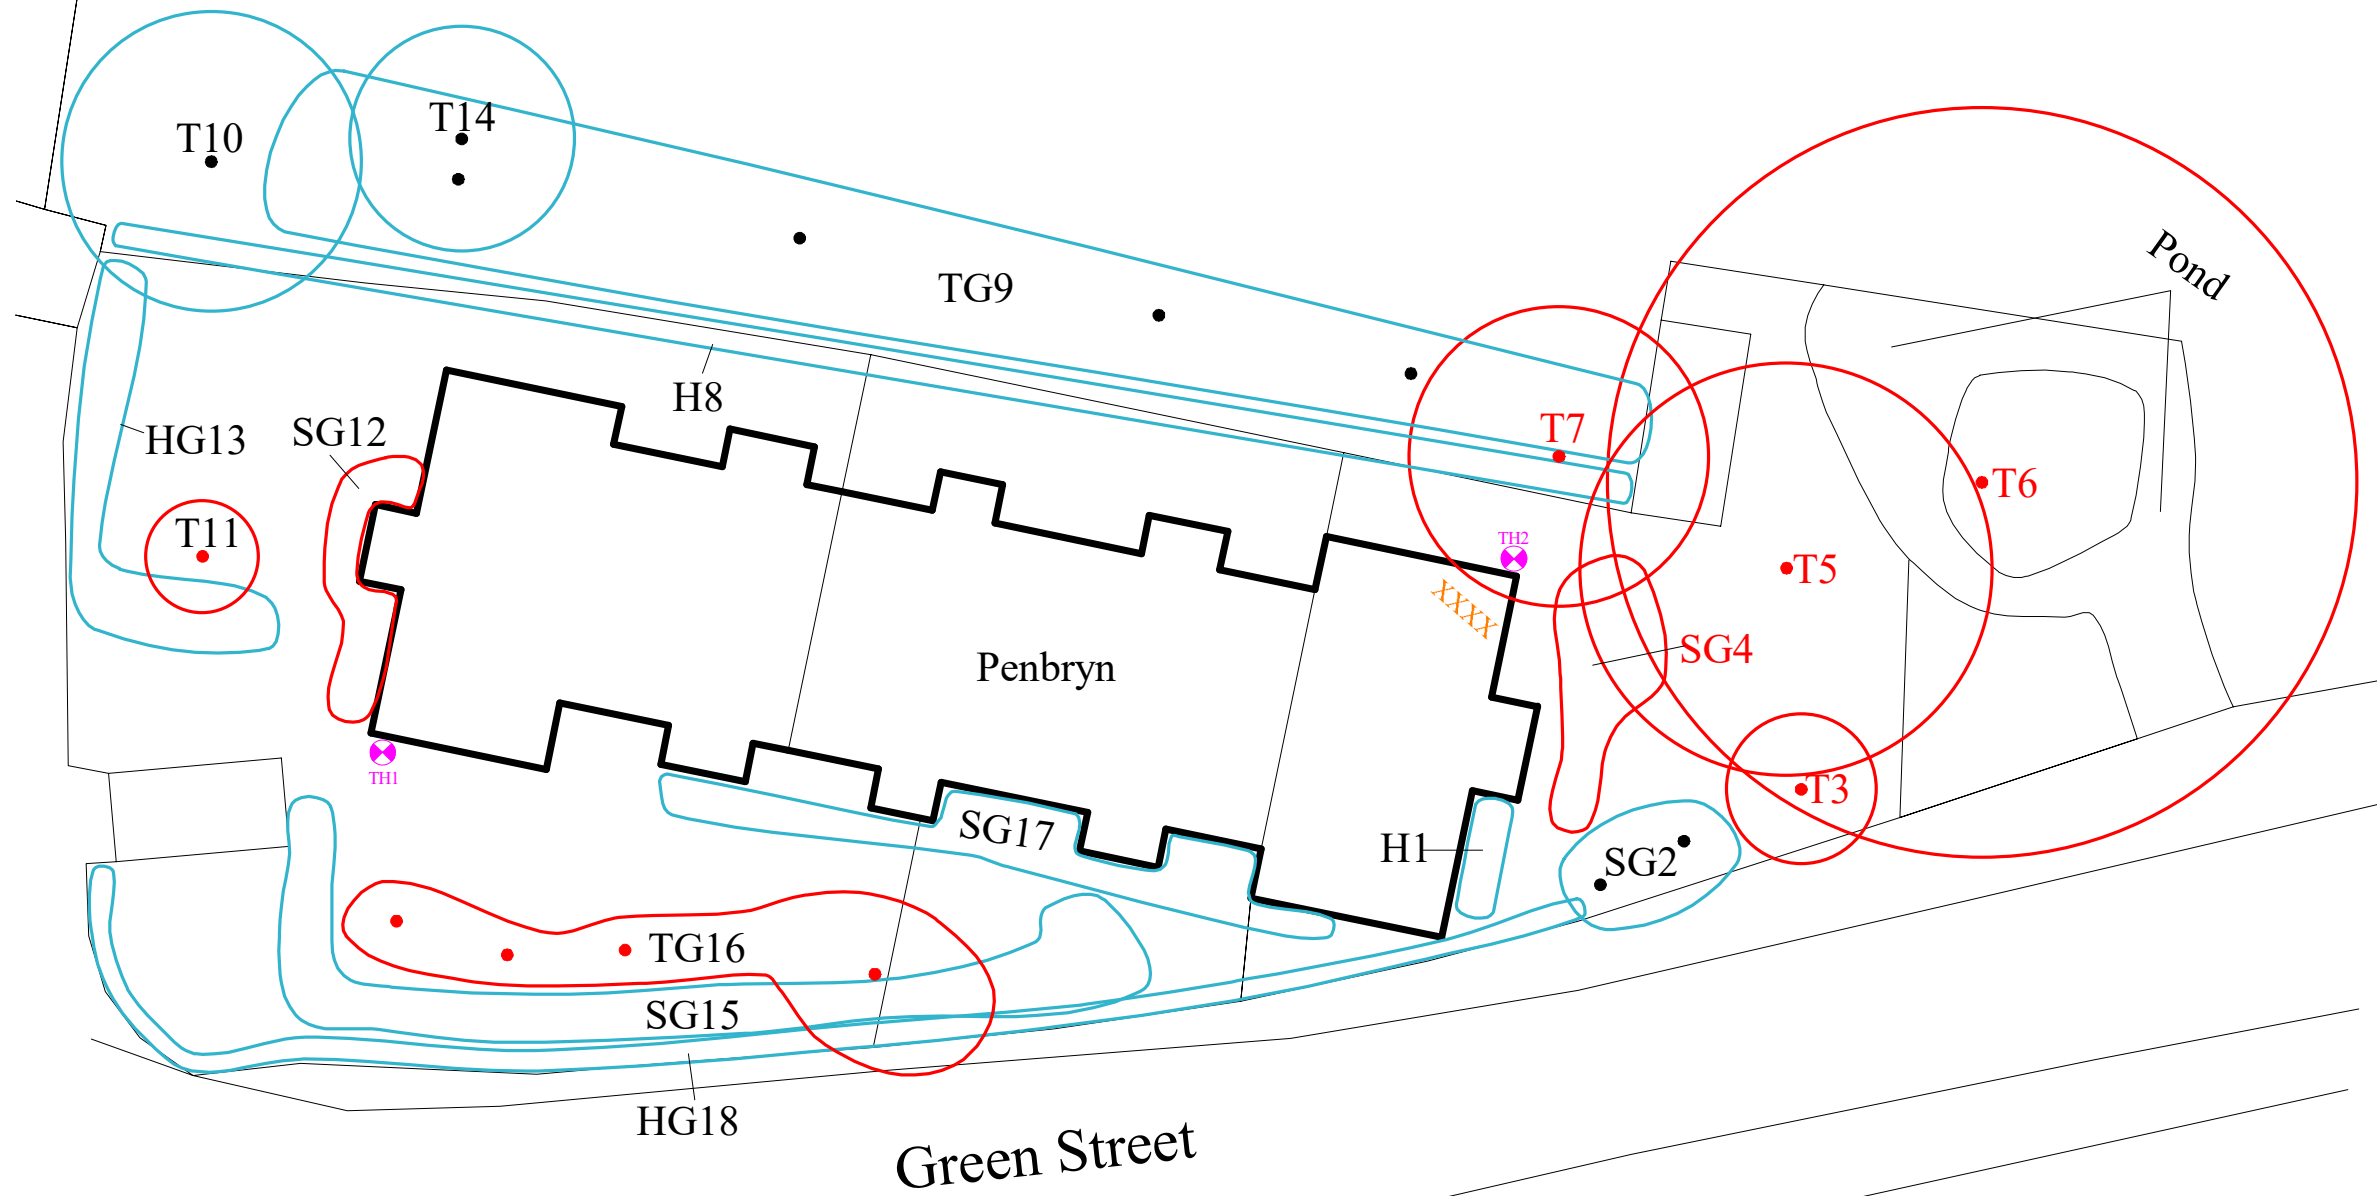 T10
T14
Pond
TG9
H8
T7
SG12
HG13
T6
T11
TH2
T5
XXXX
SG4
Penbryn
TH1
T3
SG17
H1
SG2
TG16
SG15
HG18
Green Street